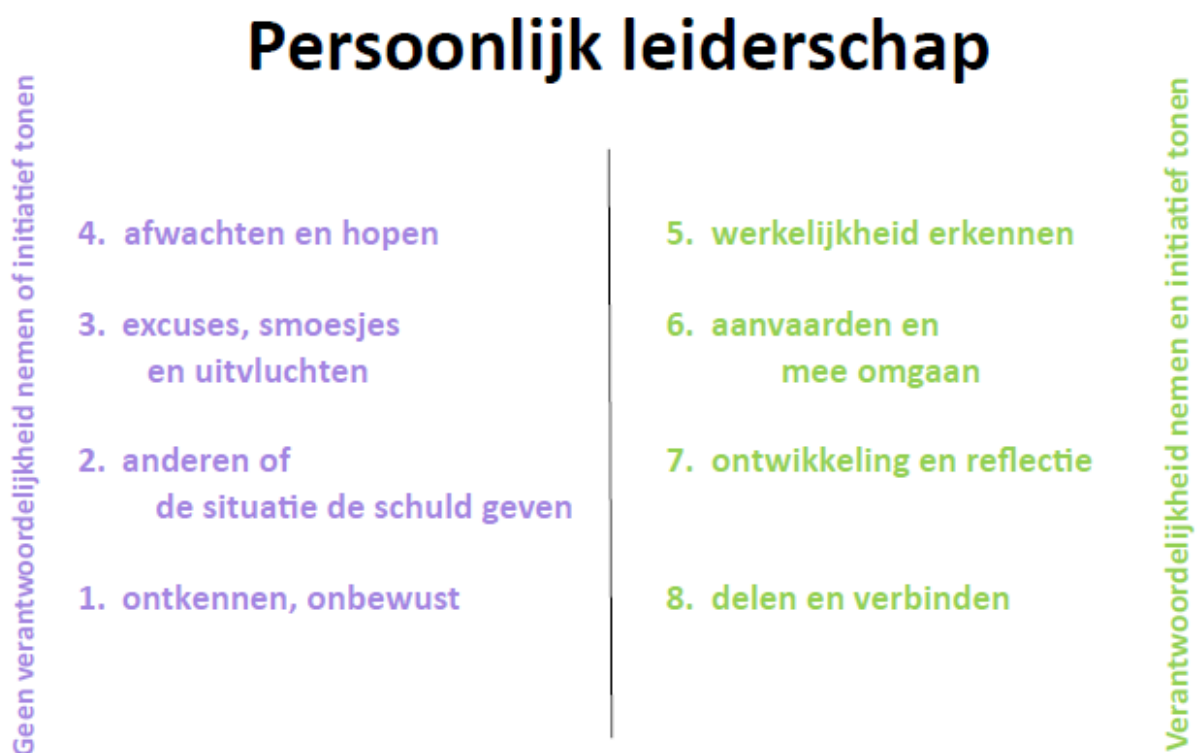 Persoonlijk leiderschap
Geen verantwoordelijkheid nemen of initiatief tonen
4. afwachten en hopen
3. excuses, smoesjes
en uitvluchten
2. anderen of
de situatie de schuld geven
1. ontkennen, onbewust
5. werkelijkheid erkennen
6. aanvaarden en
mee omgaan
7. ontwikkeling en reflectie
8. delen en verbinden
Verantwoordelijkheid nemen en initiatief tonen